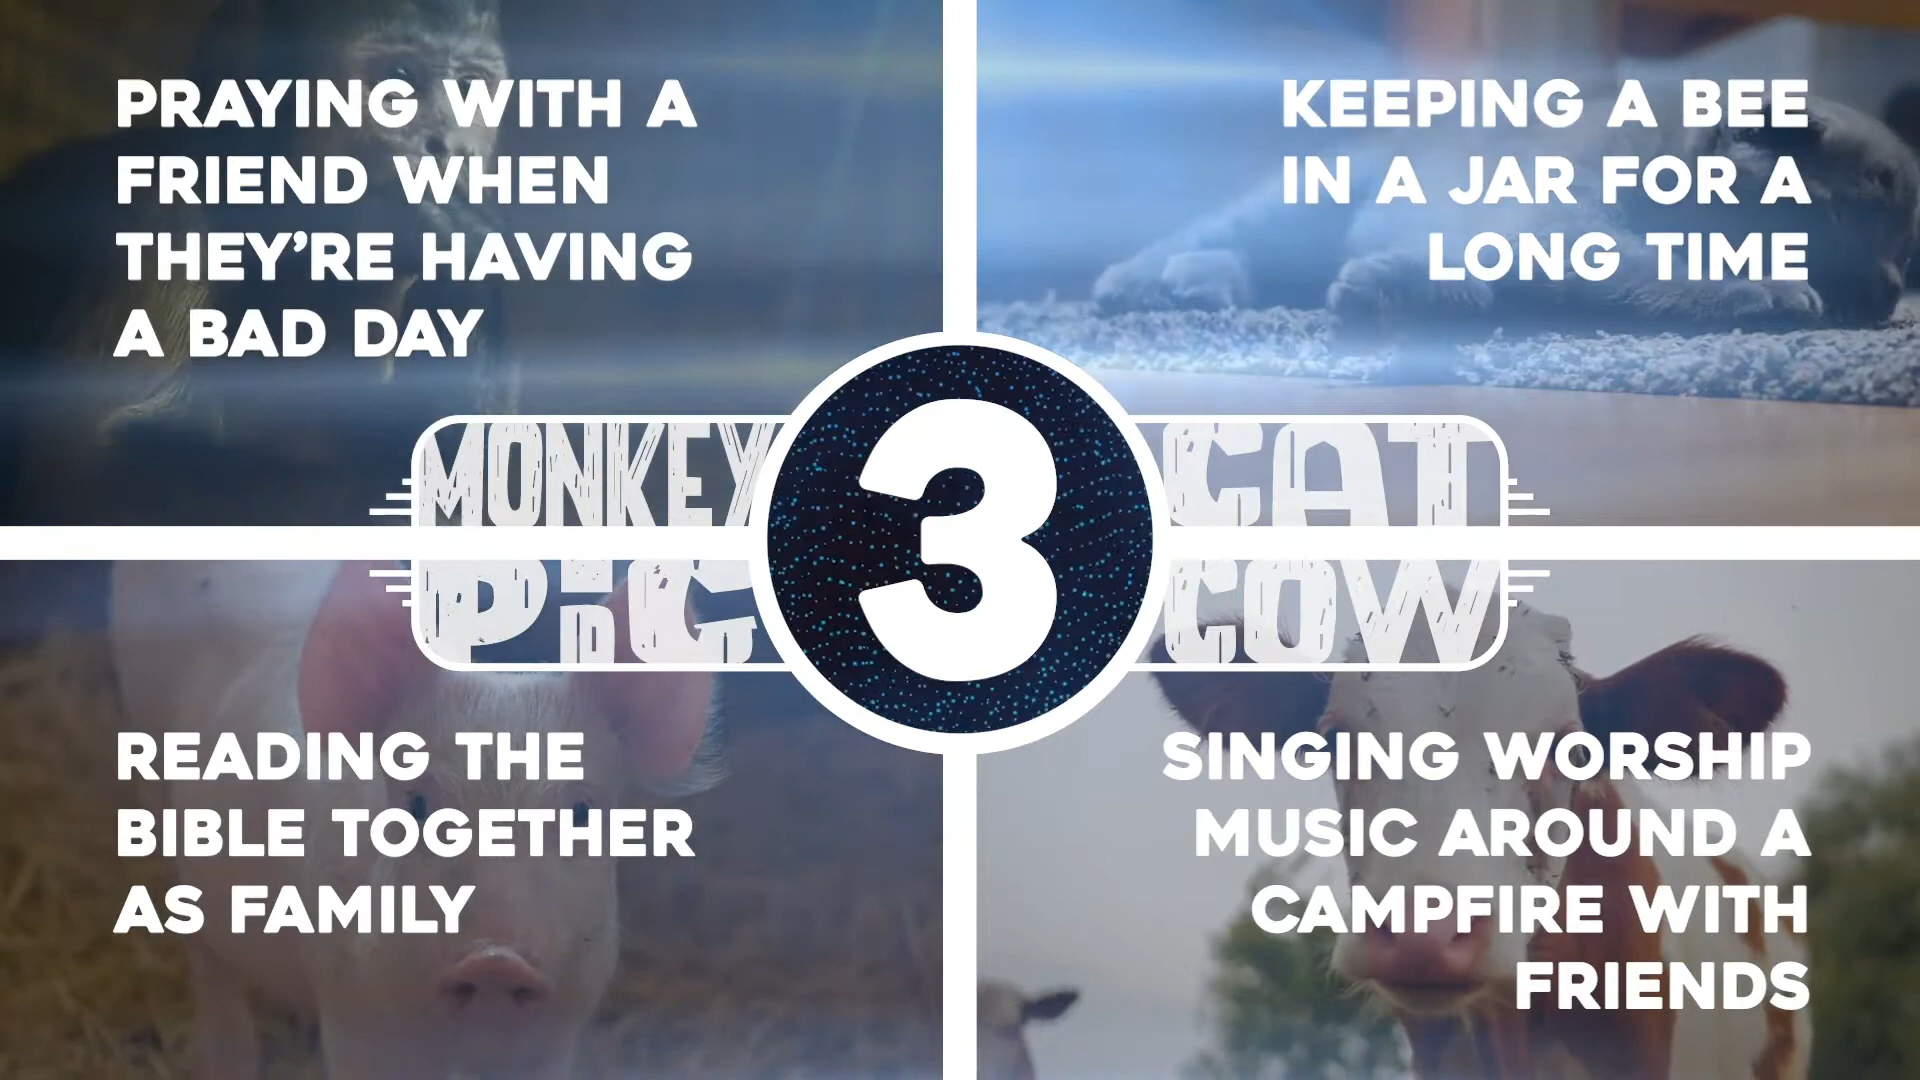 PRAYING WITH A
FRIEND WHEN
THEY'RE HAVING
A BAD DAY
KEEPING A BEE
IN A JAR FOR A
LONG TIME
MONKEY
CAT
3
PIG
COW
READING THE
BIBLE TOGETHER
AS FAMILY
SINGING WORSHIP
MUSIC AROUND A
CAMPFIRE WITH
FRIENDS